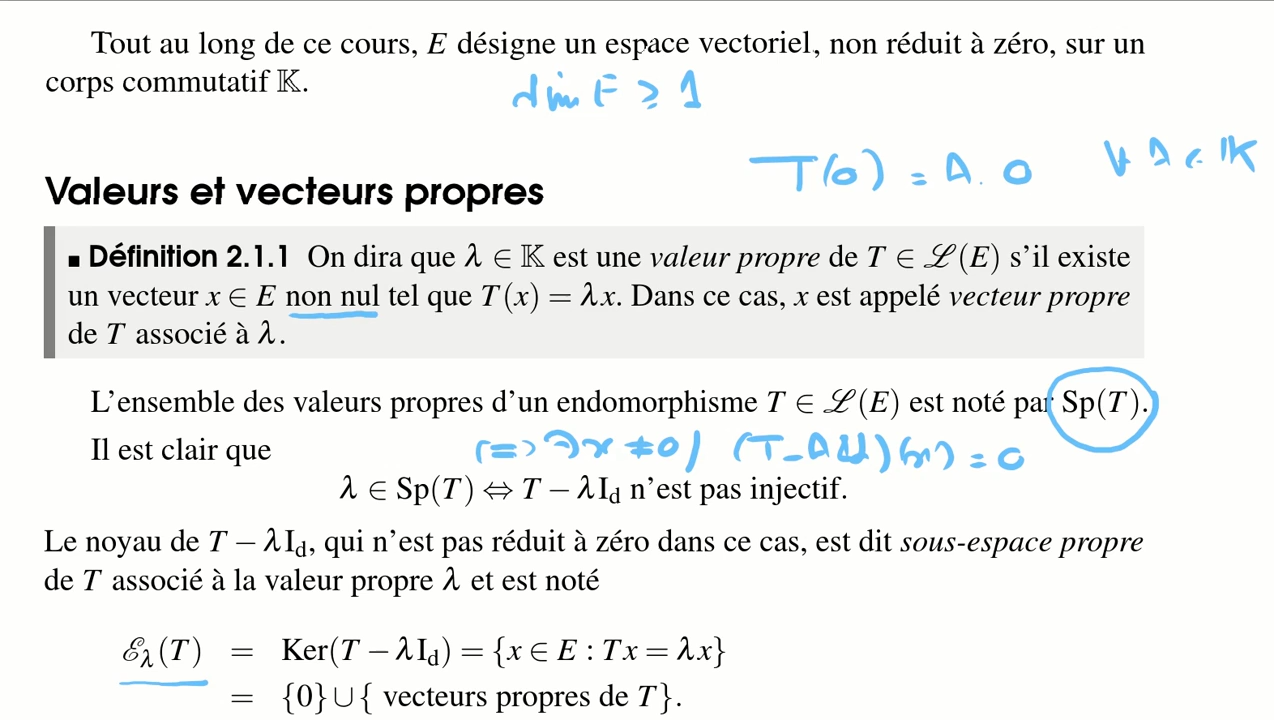 Tout au long de ce cours, E désigne un espace vectoriel, non réduit à zéro, sur un
corps commutatif 𝕂.
dim E ≥ 1
T(0) = λ. 0 ∀ λ ∈ 𝕂
Valeurs et vecteurs propres
▪ Définition 2.1.1 On dira que λ ∈ 𝕂 est une valeur propre de T ∈ ℒ(E) s'il existe
un vecteur x ∈ E non nul tel que T(x) = λx. Dans ce cas, x est appelé vecteur propre
de T associé à λ.
L'ensemble des valeurs propres d'un endomorphisme T ∈ ℒ(E) est noté par Sp(T).
Il est clair que
⇔ ∃x ≠ 0 / (T - λId)(x) = 0
λ ∈ Sp(T) ⇔ T − λI_d n'est pas injectif.
Le noyau de T − λI_d, qui n'est pas réduit à zéro dans ce cas, est dit sous-espace propre
de T associé à la valeur propre λ et est noté
ℰ_λ(T) = Ker(T − λI_d) = {x ∈ E : Tx = λx}
= {0} ∪ { vecteurs propres de T}.